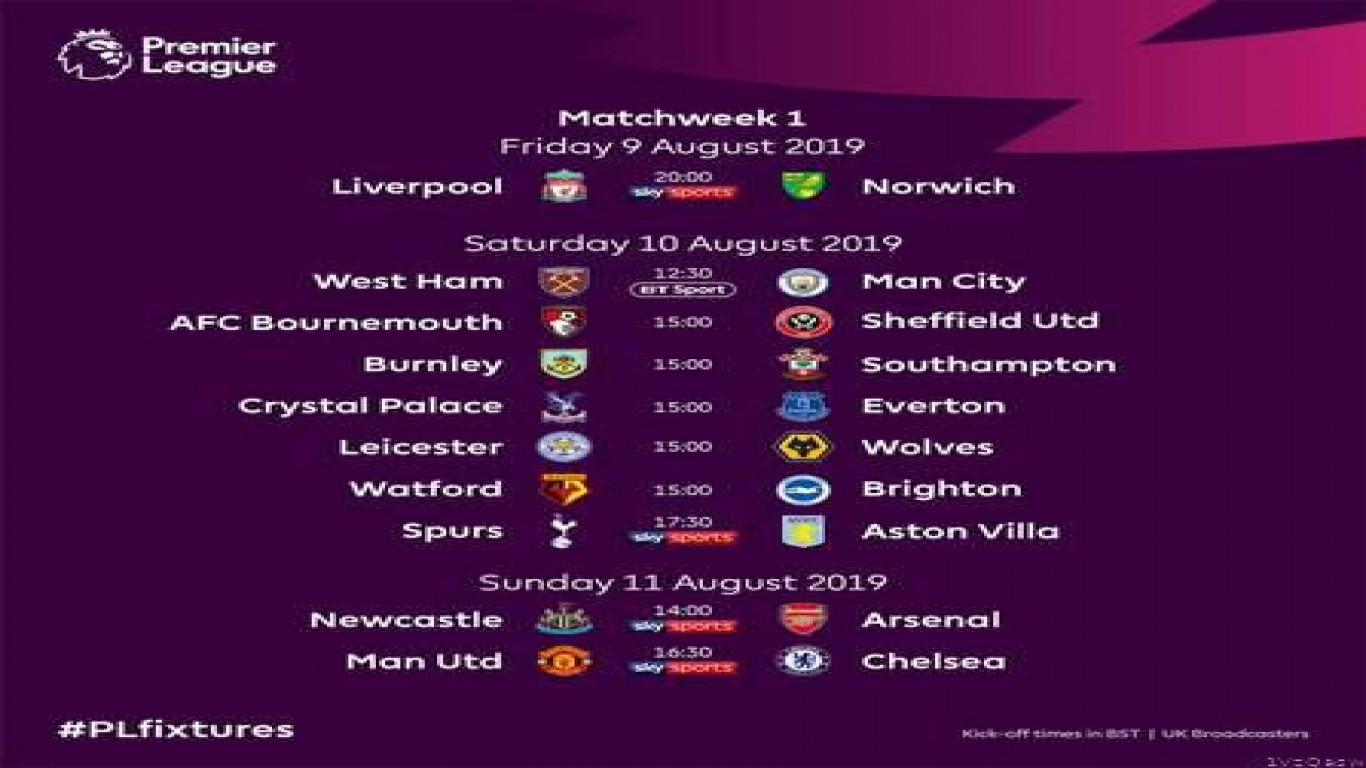 Premier
League
Matchweek 1
Friday 9 August 2019
Liverpool 20:00 sky sports Norwich
Saturday 10 August 2019
West Ham 12:30 BT Sport Man City
AFC Bournemouth 15:00 Sheffield Utd
Burnley 15:00 Southampton
Crystal Palace 15:00 Everton
Leicester 15:00 Wolves
Watford 15:00 Brighton
Spurs 17:30 sky sports Aston Villa
Sunday 11 August 2019
Newcastle 14:00 sky sports Arsenal
Man Utd 16:30 sky sports Chelsea
#PLfixtures
Kick-off times in BST | UK Broadcasters